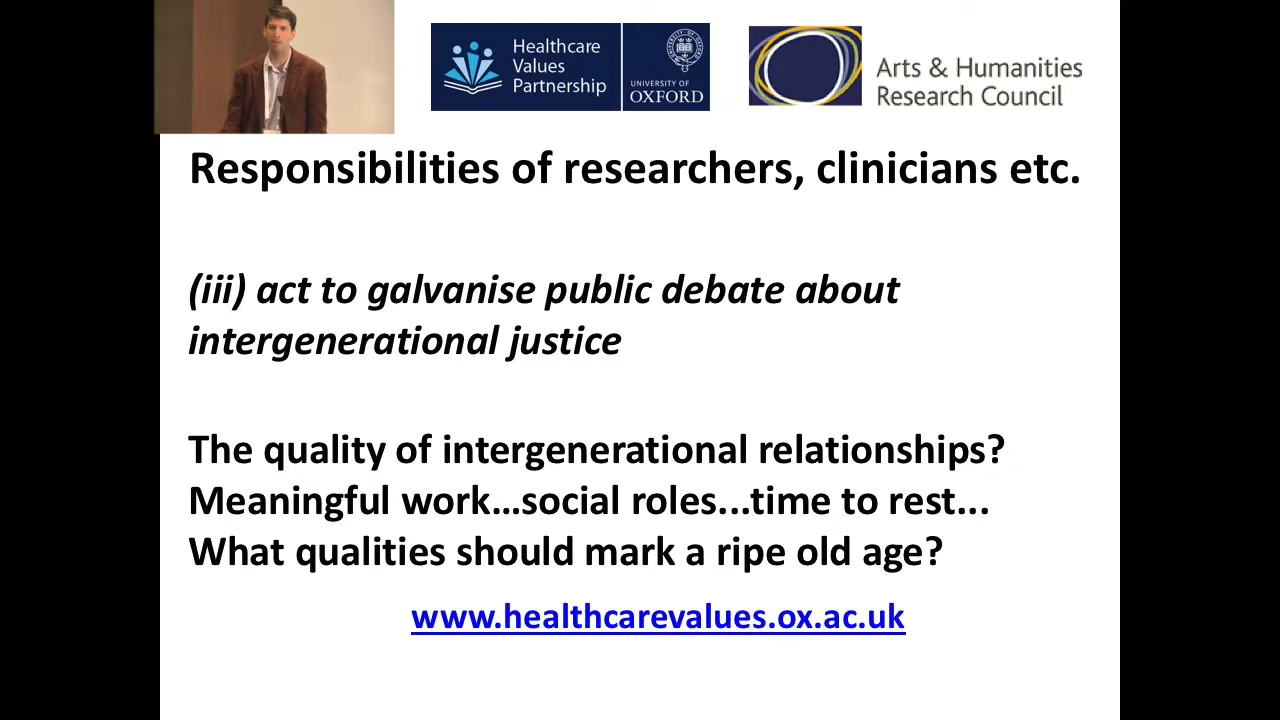 Healthcare
Values
Partnership
UNIVERSITY OF
OXFORD
Arts & Humanities
Research Council
Responsibilities of researchers, clinicians etc.
(iii) act to galvanise public debate about
intergenerational justice
The quality of intergenerational relationships?
Meaningful work...social roles...time to rest...
What qualities should mark a ripe old age?
www.healthcarevalues.ox.ac.uk